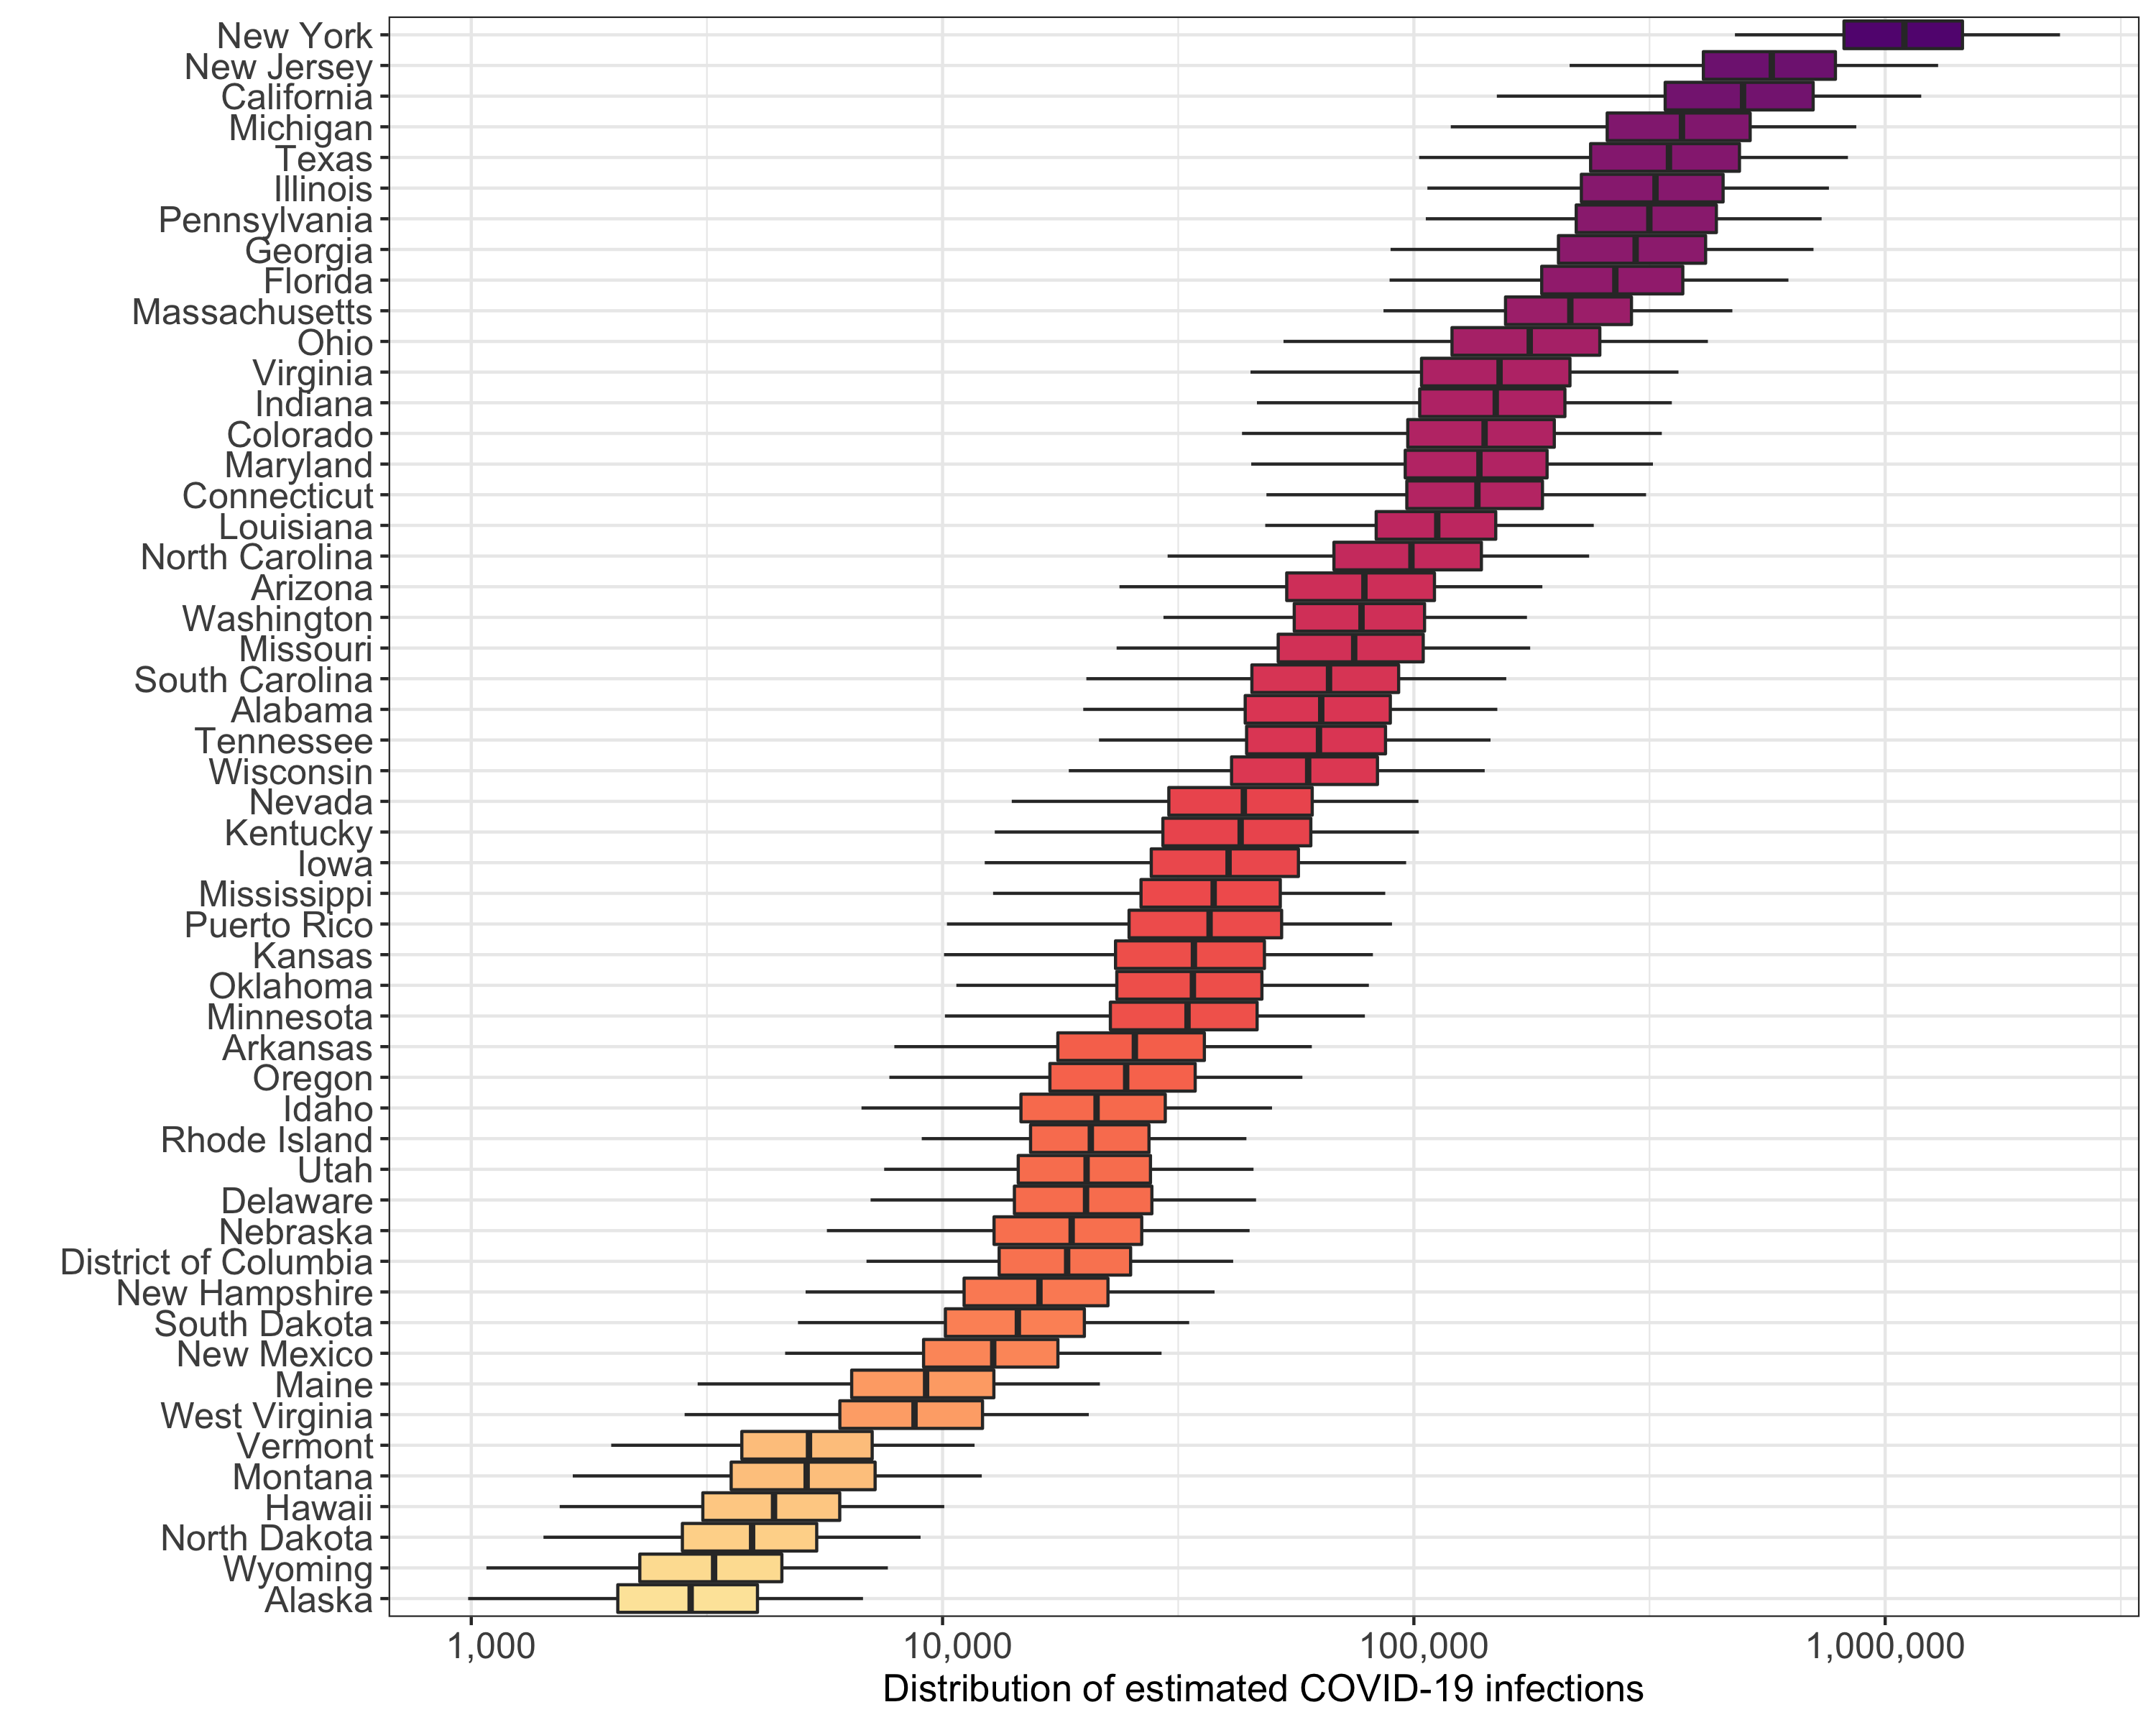 New York
New Jersey
California
Michigan
Texas
Illinois
Pennsylvania
Georgia
Florida
Massachusetts
Ohio
Virginia
Indiana
Colorado
Maryland
Connecticut
Louisiana
North Carolina
Arizona
Washington
Missouri
South Carolina
Alabama
Tennessee
Wisconsin
Nevada
Kentucky
Iowa
Mississippi
Puerto Rico
Kansas
Oklahoma
Minnesota
Arkansas
Oregon
Idaho
Rhode Island
Utah
Delaware
Nebraska
District of Columbia
New Hampshire
South Dakota
New Mexico
Maine
West Virginia
Vermont
Montana
Hawaii
North Dakota
Wyoming
Alaska
1,000 10,000 100,000 1,000,000
Distribution of estimated COVID-19 infections